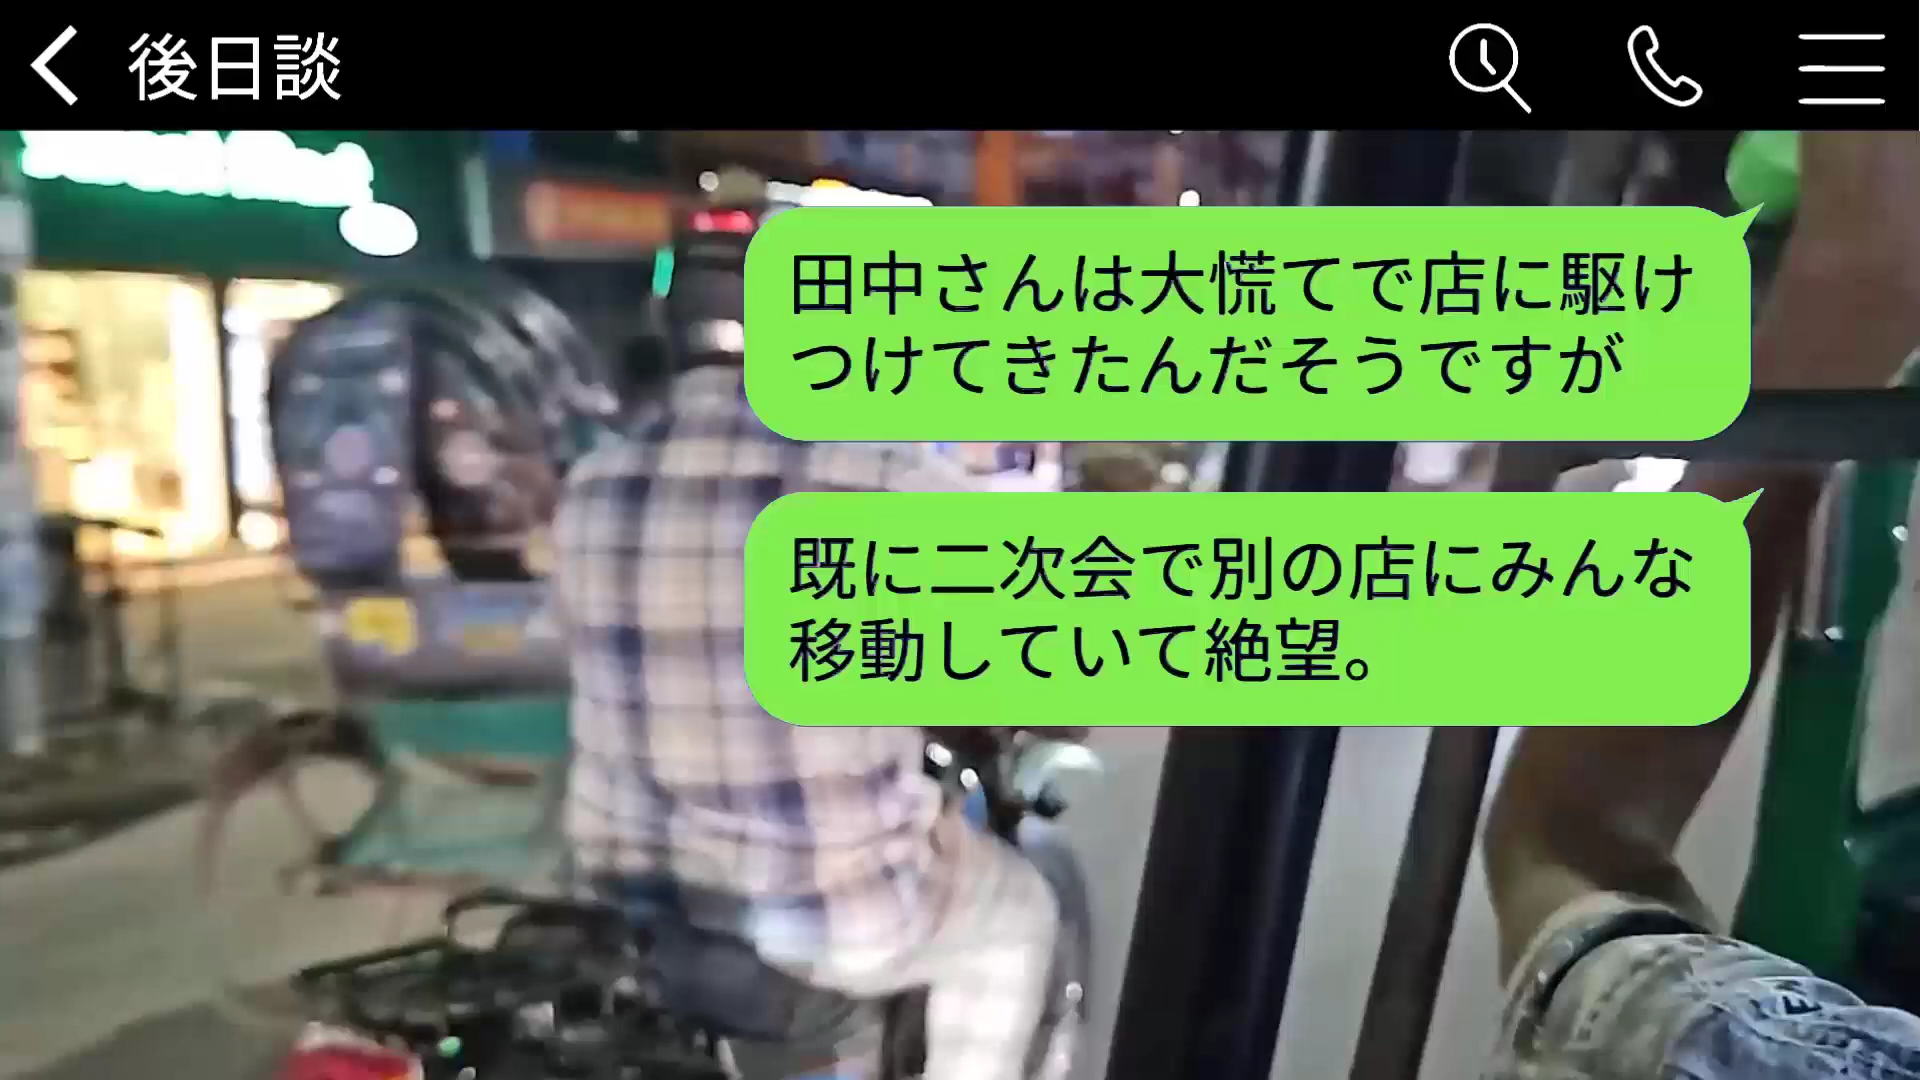 後日談
田中さんは大慌てで店に駆け
つけてきたんだそうですが
既に二次会で別の店にみんな
移動していて絶望。